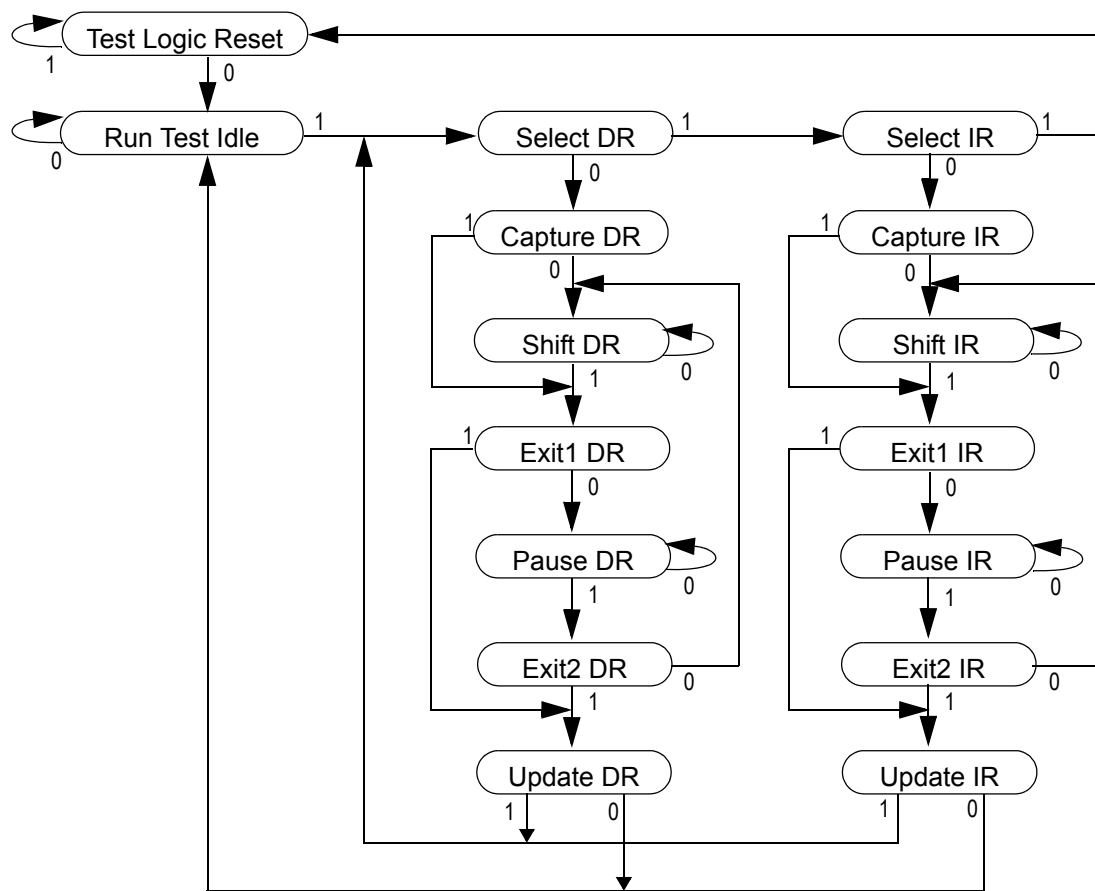 Test Logic Reset
1
0
Run Test Idle
1
0
Select DR
1
0
Select IR
1
0
Capture DR
1
0
Capture IR
1
0
Shift DR
0
1
Shift IR
0
1
Exit1 DR
1
0
Exit1 IR
1
0
Pause DR
0
1
Pause IR
0
1
Exit2 DR
0
1
Exit2 IR
0
1
Update DR
1
0
Update IR
1
0